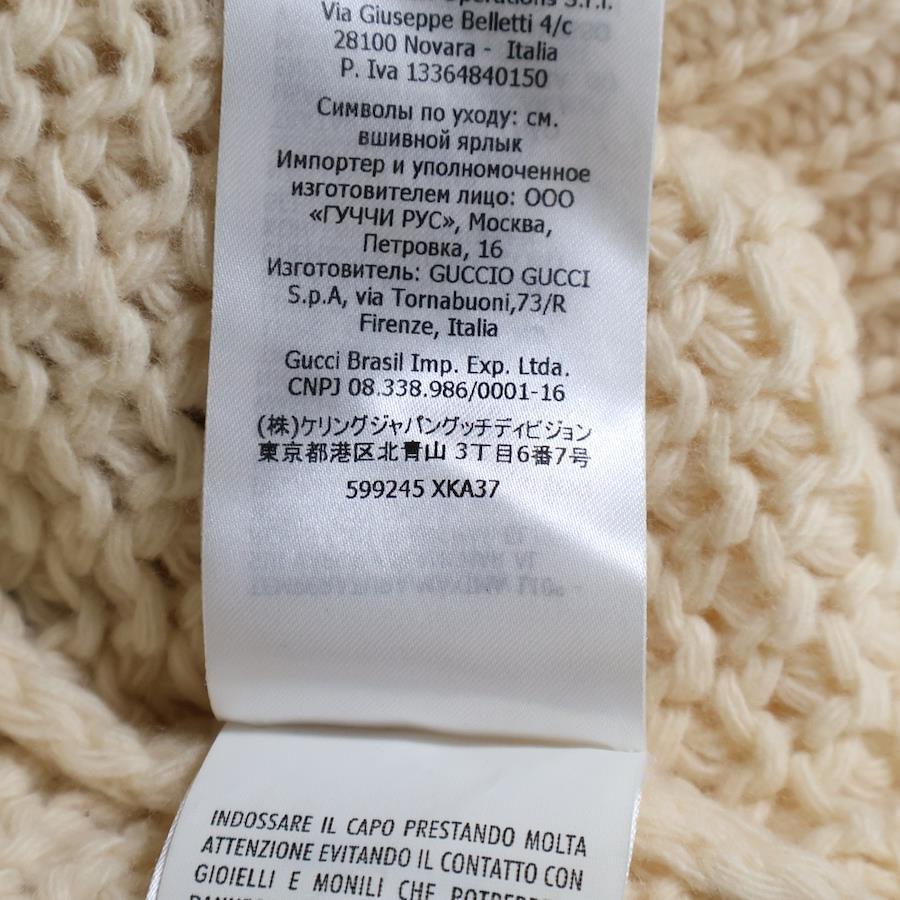 Operations S.r.l.
Via Giuseppe Belletti 4/c
28100 Novara - Italia
P. Iva 13364840150
Символы по уходу: см.
вшивной ярлык
Импортер и уполномоченное
изготовителем лицо: ООО
«ГУЧЧИ РУС», Москва,
Петровка, 16
Изготовитель: GUCCIO GUCCI
S.p.A, via Tornabuoni,73/R
Firenze, Italia
Gucci Brasil Imp. Exp. Ltda.
CNPJ 08.338.986/0001-16
(株)ケリングジャパングッチディビジョン
東京都港区北青山 3丁目6番7号
599245 XKA37
INDOSSARE IL CAPO PRESTANDO MOLTA
ATTENZIONE EVITANDO IL CONTATTO CON
GIOIELLI E MONILI CHE